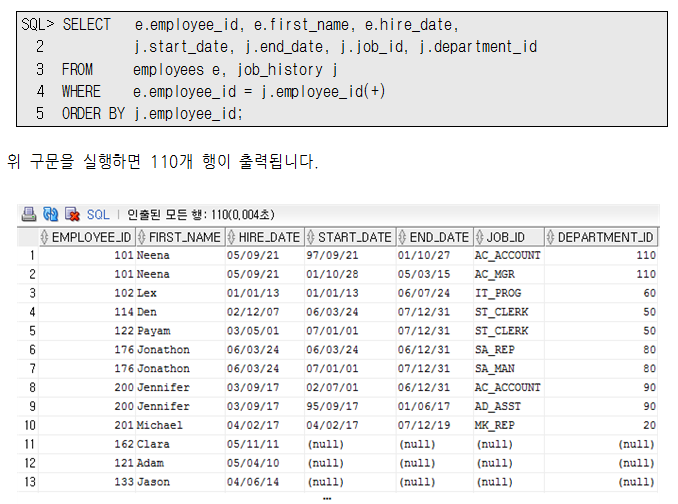 SQL> SELECT e.employee_id, e.first_name, e.hire_date,
2 j.start_date, j.end_date, j.job_id, j.department_id
3 FROM employees e, job_history j
4 WHERE e.employee_id = j.employee_id(+)
5 ORDER BY j.employee_id;
위 구문을 실행하면 110개 행이 출력됩니다.
SQL | 인출된 모든 행: 110(0,004초)
EMPLOYEE_ID FIRST_NAME HIRE_DATE START_DATE END_DATE JOB_ID DEPARTMENT_ID
1 101 Neena 05/09/21 97/09/21 01/10/27 AC_ACCOUNT 110
2 101 Neena 05/09/21 01/10/28 05/03/15 AC_MGR 110
3 102 Lex 01/01/13 01/01/13 06/07/24 IT_PROG 60
4 114 Den 02/12/07 06/03/24 07/12/31 ST_CLERK 50
5 122 Payam 03/05/01 07/01/01 07/12/31 ST_CLERK 50
6 176 Jonathon 06/03/24 06/03/24 06/12/31 SA_REP 80
7 176 Jonathon 06/03/24 07/01/01 07/12/31 SA_MAN 80
8 200 Jennifer 03/09/17 02/07/01 06/12/31 AC_ACCOUNT 90
9 200 Jennifer 03/09/17 95/09/17 01/06/17 AD_ASST 90
10 201 Michael 04/02/17 04/02/17 07/12/19 MK_REP 20
11 162 Clara 05/11/11 (null) (null) (null) (null)
12 121 Adam 05/04/10 (null) (null) (null) (null)
13 133 Jason 04/06/14 (null) (null) (null) (null)
…